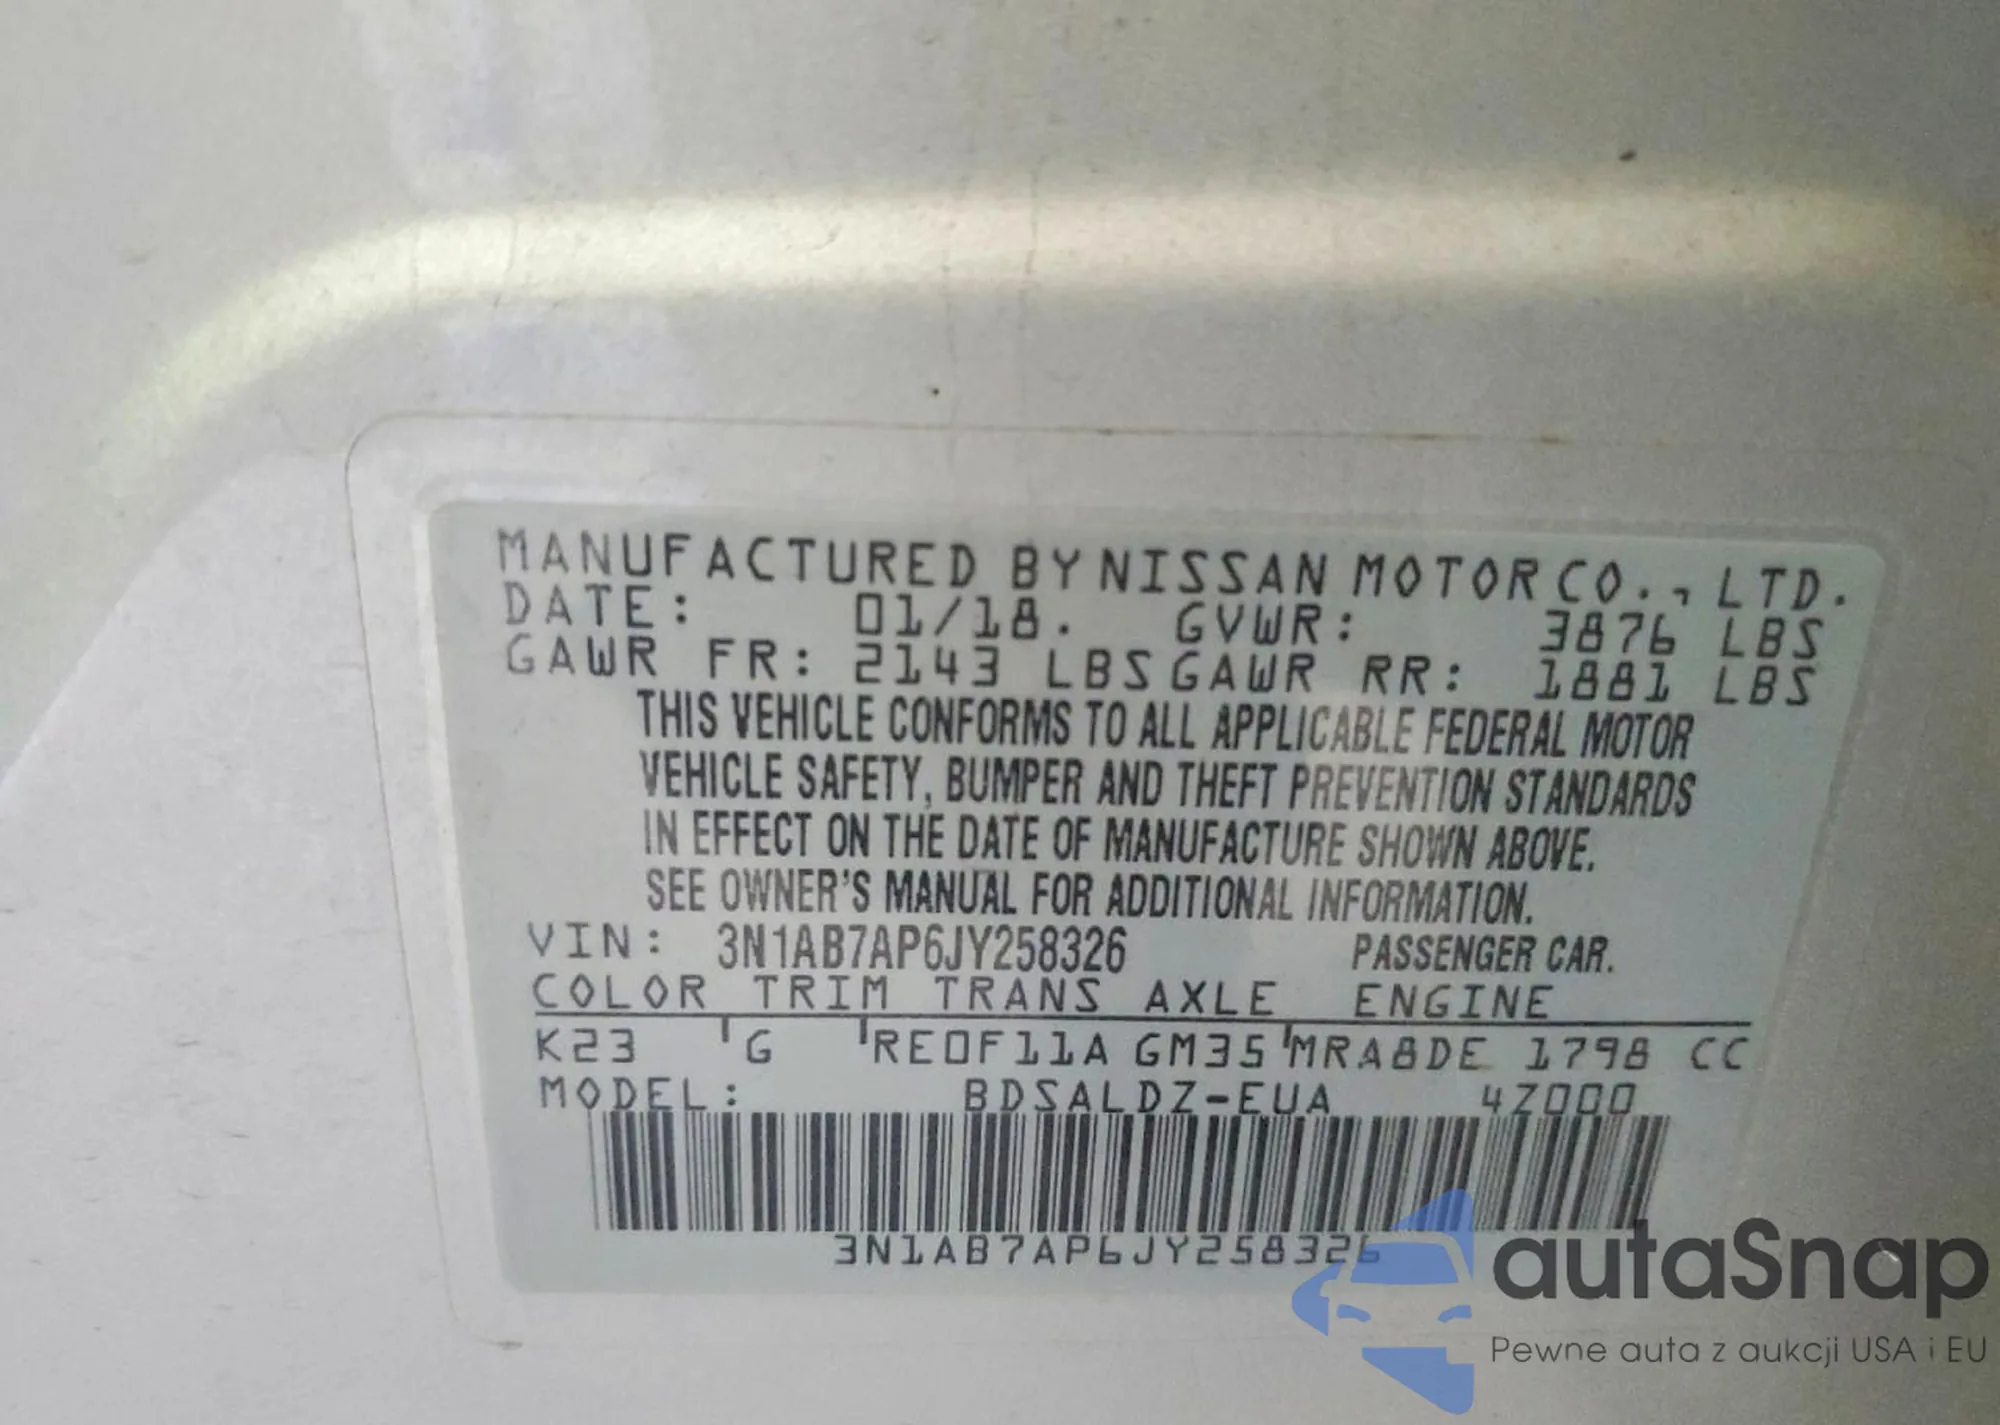 MANUFACTURED BY NISSAN MOTOR CO., LTD.
DATE: 01/18. GVWR: 3876 LBS
GAWR FR: 2143 LBS GAWR RR: 1881 LBS
THIS VEHICLE CONFORMS TO ALL APPLICABLE FEDERAL MOTOR
VEHICLE SAFETY, BUMPER AND THEFT PREVENTION STANDARDS
IN EFFECT ON THE DATE OF MANUFACTURE SHOWN ABOVE.
SEE OWNER'S MANUAL FOR ADDITIONAL INFORMATION.
VIN: 3N1AB7AP6JY258326 PASSENGER CAR.
COLOR TRIM TRANS AXLE ENGINE
K23 G RE0F11A GM35 MRA8DE 1798 CC
MODEL: BDSALDZ-EUA 4Z000
3N1AB7AP6JY258326
autaSnap
Pewne auta z aukcji USA i EU